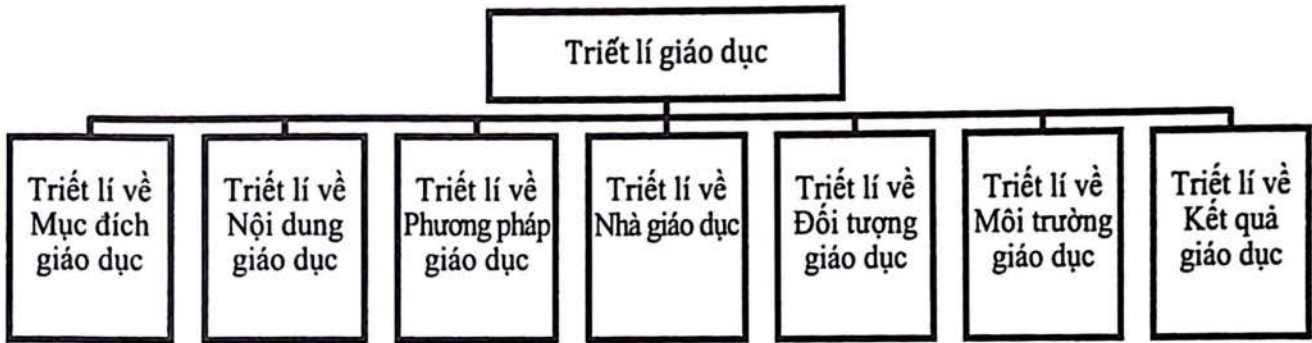 Triết lí giáo dục
Triết lí về
Mục đích
giáo dục
Triết lí về
Nội dung
giáo dục
Triết lí về
Phương pháp
giáo dục
Triết lí về
Nhà giáo dục
Triết lí về
Đối tượng
giáo dục
Triết lí về
Môi trường
giáo dục
Triết lí về
Kết quả
giáo dục